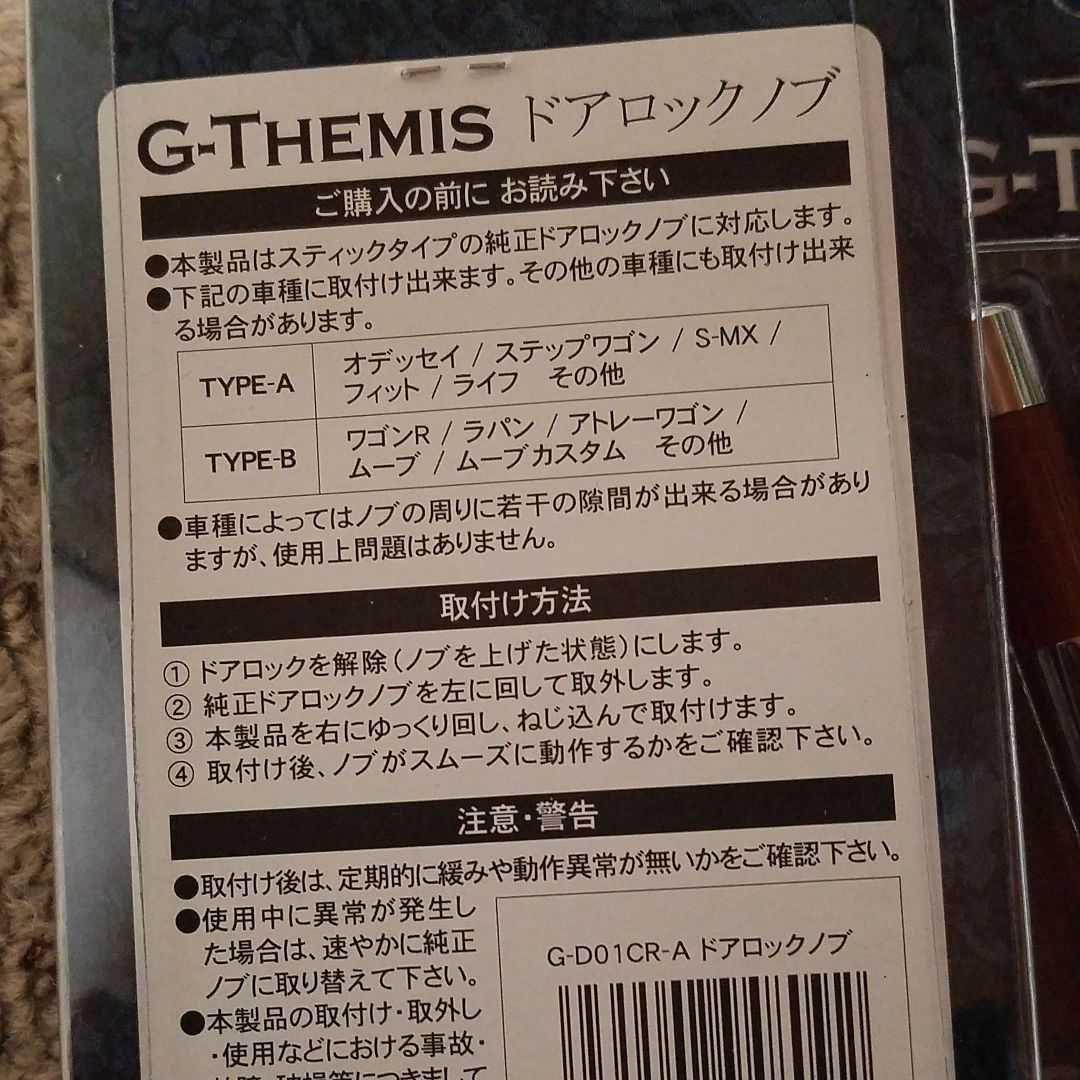 G-THEMIS ドアロックノブ
ご購入の前に お読み下さい
●本製品はスティックタイプの純正ドアロックノブに対応します。
●下記の車種に取付け出来ます。その他の車種にも取付け出来
る場合があります。
TYPE-A
オデッセイ / ステップワゴン / S-MX /
フィット / ライフ その他
TYPE-B
ワゴンR / ラパン / アトレーワゴン /
ムーブ / ムーブカスタム その他
●車種によってはノブの周りに若干の隙間が出来る場合があり
ますが、使用上問題はありません。
取付け方法
① ドアロックを解除（ノブを上げた状態）にします。
② 純正ドアロックノブを左に回して取外します。
③ 本製品を右にゆっくり回し、ねじ込んで取付けます。
④ 取付け後、ノブがスムーズに動作するかをご確認下さい。
注意・警告
●取付け後は、定期的に緩みや動作異常が無いかをご確認下さい。
●使用中に異常が発生し
た場合は、速やかに純正
ノブに取り替えて下さい。
●本製品の取付け・取外し
・使用などにおける事故・
G-D01CR-A ドアロックノブ
G-T